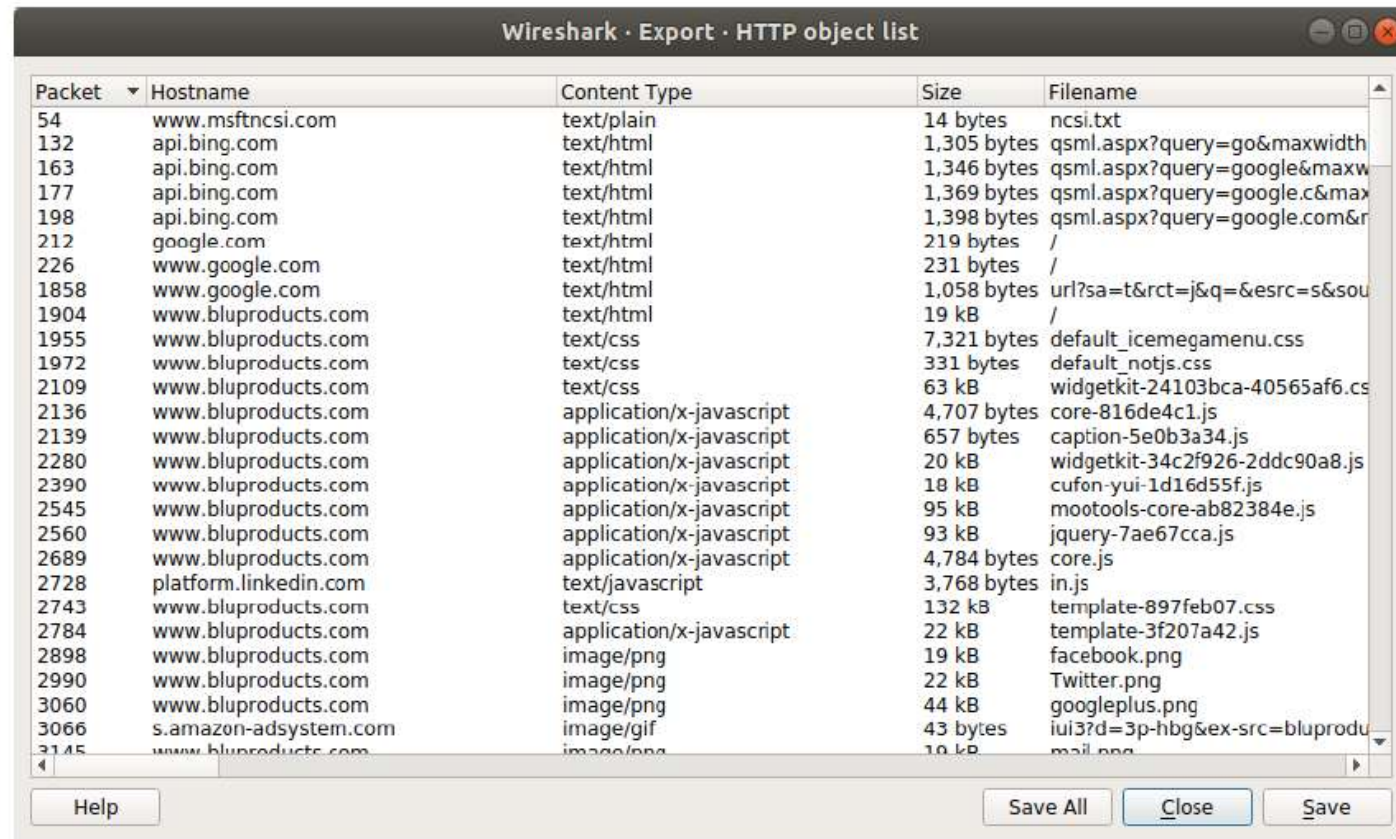 Wireshark · Export · HTTP object list
Packet Hostname Content Type Size Filename
54 www.msftncsi.com text/plain 14 bytes ncsi.txt
132 api.bing.com text/html 1,305 bytes qsml.aspx?query=go&maxwidth
163 api.bing.com text/html 1,346 bytes qsml.aspx?query=google&maxw
177 api.bing.com text/html 1,369 bytes qsml.aspx?query=google.c&max
198 api.bing.com text/html 1,398 bytes qsml.aspx?query=google.com&r
212 google.com text/html 219 bytes /
226 www.google.com text/html 231 bytes /
1858 www.google.com text/html 1,058 bytes url?sa=t&rct=j&q=&esrc=s&sou
1904 www.bluproducts.com text/html 19 kB /
1955 www.bluproducts.com text/css 7,321 bytes default_icemegamenu.css
1972 www.bluproducts.com text/css 331 bytes default_notjs.css
2109 www.bluproducts.com text/css 63 kB widgetkit-24103bca-40565af6.cs
2136 www.bluproducts.com application/x-javascript 4,707 bytes core-816de4c1.js
2139 www.bluproducts.com application/x-javascript 657 bytes caption-5e0b3a34.js
2280 www.bluproducts.com application/x-javascript 20 kB widgetkit-34c2f926-2ddc90a8.js
2390 www.bluproducts.com application/x-javascript 18 kB cufon-yui-1d16d55f.js
2545 www.bluproducts.com application/x-javascript 95 kB mootools-core-ab82384e.js
2560 www.bluproducts.com application/x-javascript 93 kB jquery-7ae67cca.js
2689 www.bluproducts.com application/x-javascript 4,784 bytes core.js
2728 platform.linkedin.com text/javascript 3,768 bytes in.js
2743 www.bluproducts.com text/css 132 kB template-897feb07.css
2784 www.bluproducts.com application/x-javascript 22 kB template-3f207a42.js
2898 www.bluproducts.com image/png 19 kB facebook.png
2990 www.bluproducts.com image/png 22 kB Twitter.png
3060 www.bluproducts.com image/png 44 kB googleplus.png
3066 s.amazon-adsystem.com image/gif 43 bytes iui3?d=3p-hbg&ex-src=bluprodu
3145 www.bluproducts.com image/png 19 kB mail.png
Help Save All Close Save